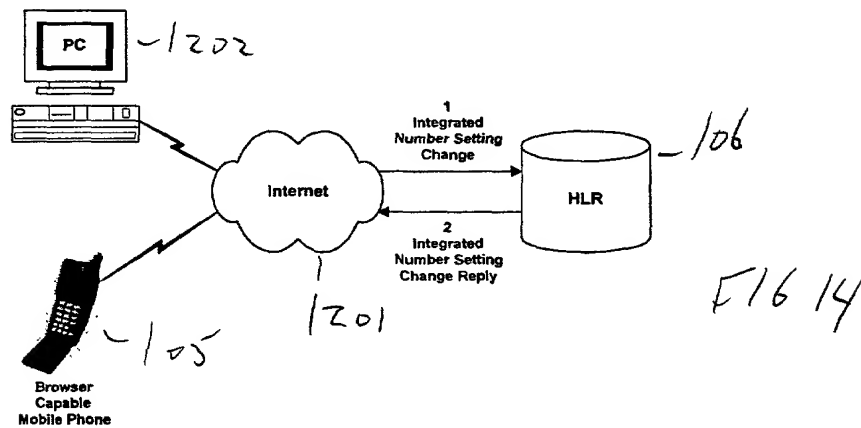 PC
1202
1
Integrated
Number Setting
Change
106
Internet
HLR
2
Integrated
Number Setting
Change Reply
1201
FIG 14
105
Browser
Capable
Mobile Phone